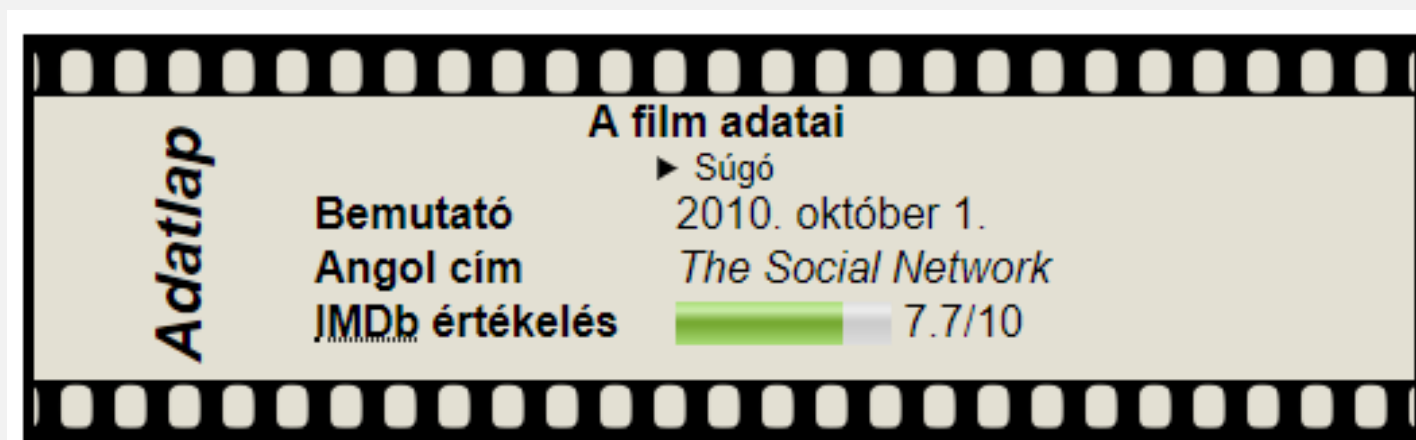 Adatlap
A film adatai
▶ Súgó
Bemutató 2010. október 1.
Angol cím The Social Network
IMDb értékelés 7.7/10